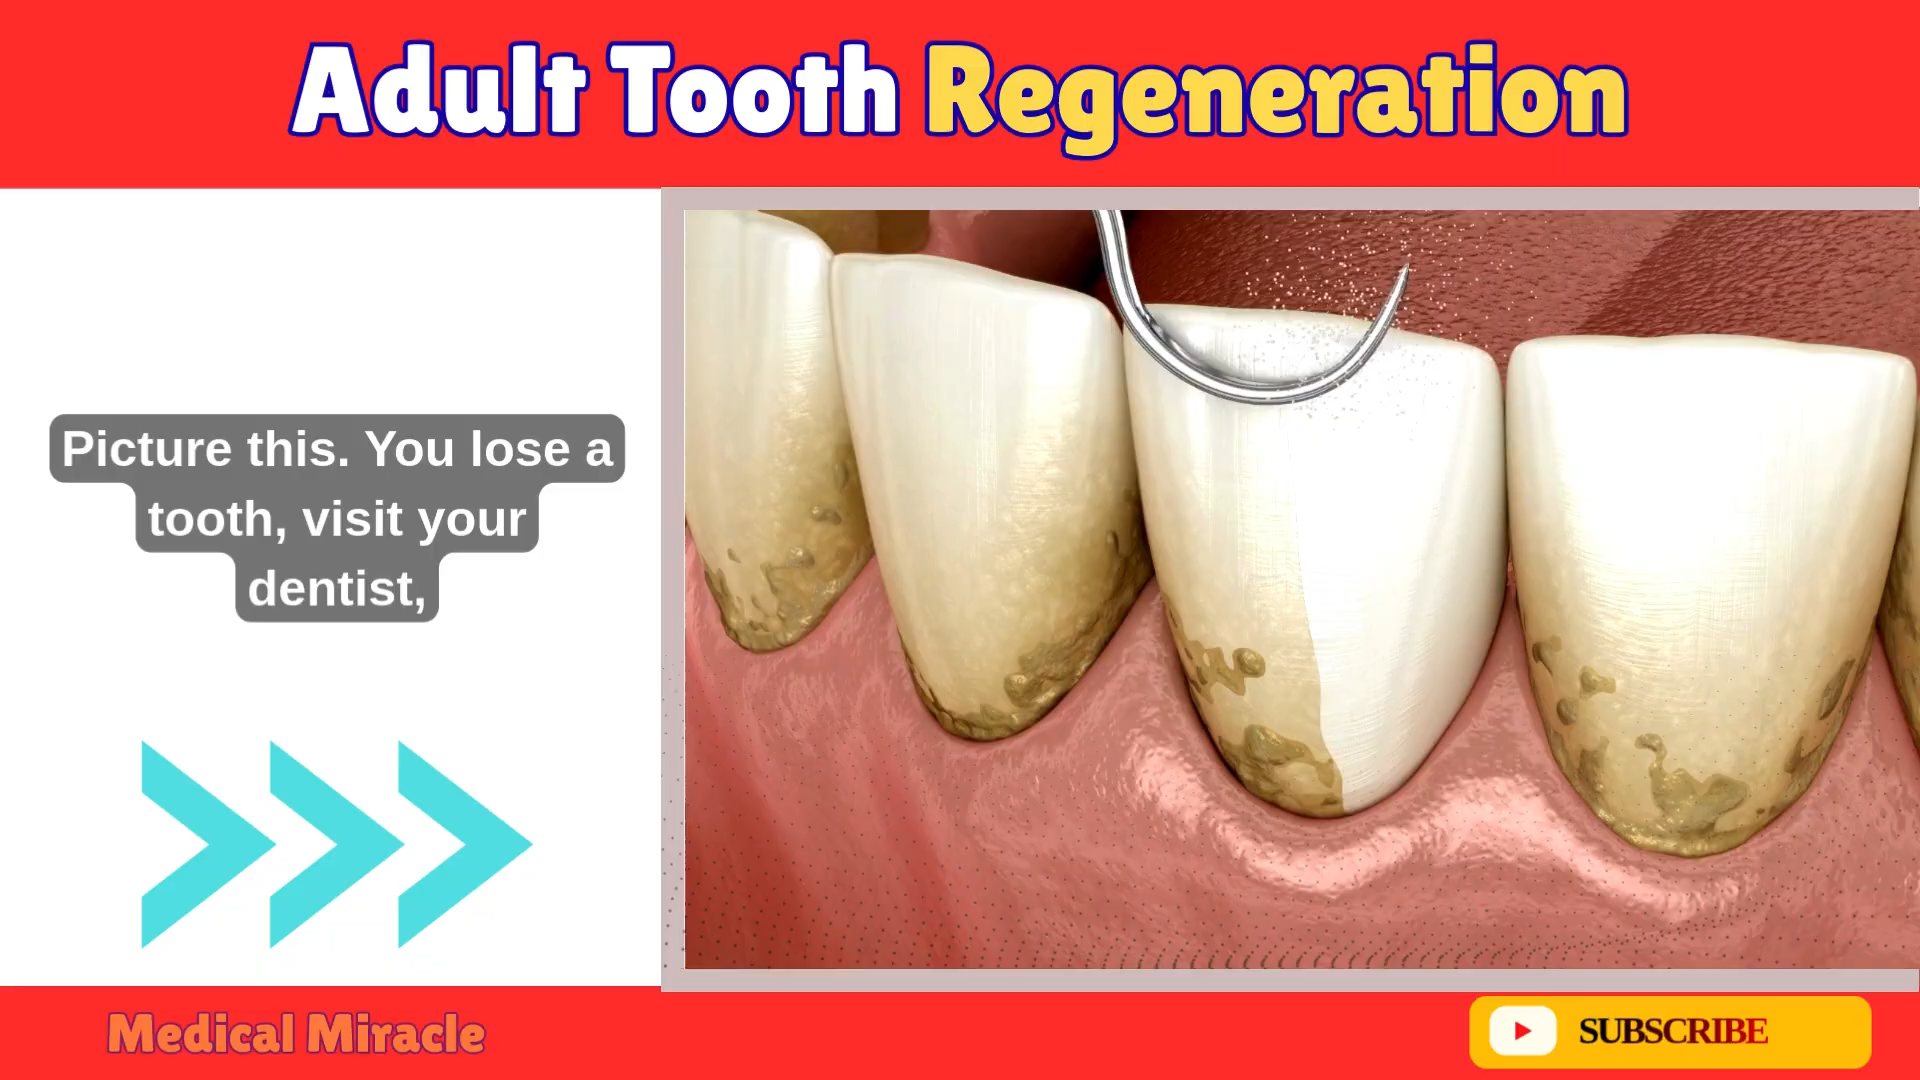 Adult Tooth Regeneration
Picture this. You lose a
tooth, visit your
dentist,
Medical Miracle
SUBSCRIBE